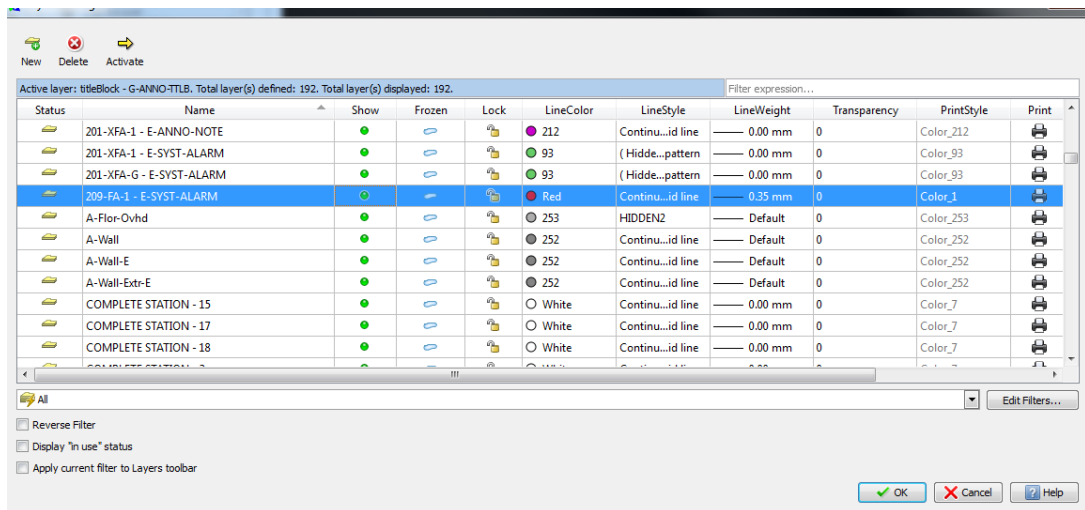 New Delete Activate
Active layer: titleBlock - G-ANNO-TTLB. Total layer(s) defined: 192. Total layer(s) displayed: 192. Filter expression...
Status Name Show Frozen Lock LineColor LineStyle LineWeight Transparency PrintStyle Print
201-XFA-1 - E-ANNO-NOTE 212 Continu...id line 0.00 mm 0 Color_212
201-XFA-1 - E-SYST-ALARM 93 ( Hidde...pattern 0.00 mm 0 Color_93
201-XFA-G - E-SYST-ALARM 93 ( Hidde...pattern 0.00 mm 0 Color_93
209-FA-1 - E-SYST-ALARM Red Continu...id line 0.35 mm 0 Color_1
A-Flor-Ovhd 253 HIDDEN2 Default 0 Color_253
A-Wall 252 Continu...id line Default 0 Color_252
A-Wall-E 252 Continu...id line Default 0 Color_252
A-Wall-Extr-E 252 Continu...id line Default 0 Color_252
COMPLETE STATION - 15 White Continu...id line 0.00 mm 0 Color_7
COMPLETE STATION - 17 White Continu...id line 0.00 mm 0 Color_7
COMPLETE STATION - 18 White Continu...id line 0.00 mm 0 Color_7
All Edit Filters...
Reverse Filter
Display "in use" status
Apply current filter to Layers toolbar
OK Cancel Help